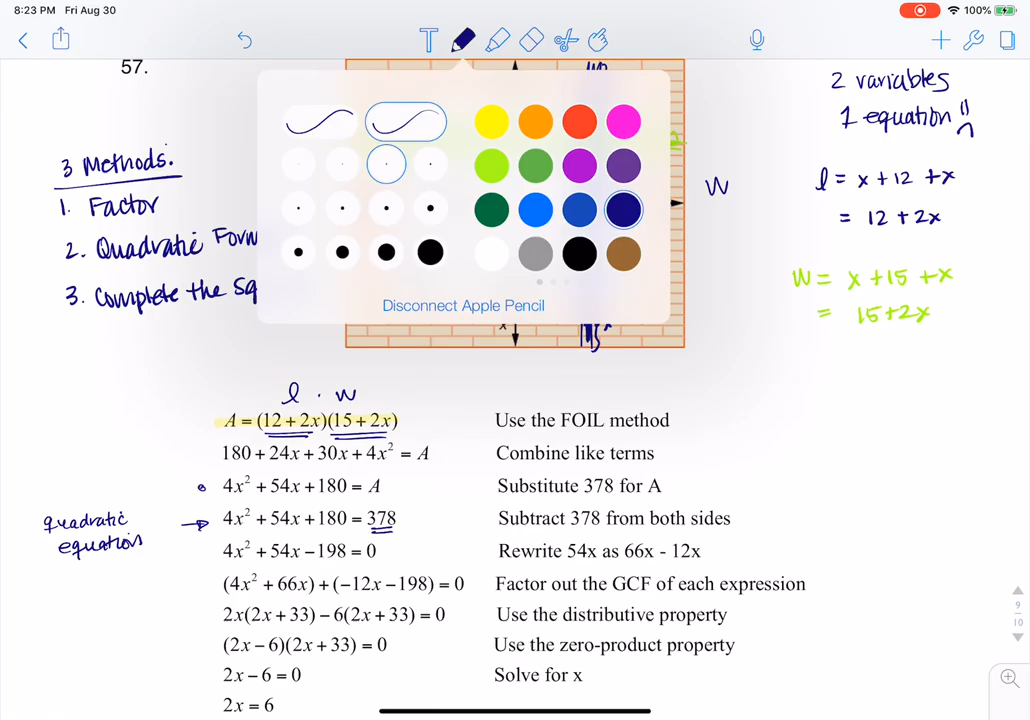 8:23 PM Fri Aug 30
100%
57.
2 variables
1 equation
3 Methods.
1. Factor
2. Quadratic Form
3. Complete the Sq
W
l = x + 12 + x
= 12 + 2x
W = x + 15 + x
= 15 + 2x
Disconnect Apple Pencil
x
l · w
A = (12 + 2x)(15 + 2x) Use the FOIL method
180 + 24x + 30x + 4x² = A Combine like terms
4x² + 54x + 180 = A Substitute 378 for A
quadratic equation → 4x² + 54x + 180 = 378 Subtract 378 from both sides
4x² + 54x − 198 = 0 Rewrite 54x as 66x - 12x
(4x² + 66x) + (−12x − 198) = 0 Factor out the GCF of each expression
2x(2x + 33) − 6(2x + 33) = 0 Use the distributive property
(2x − 6)(2x + 33) = 0 Use the zero-product property
2x − 6 = 0 Solve for x
2x = 6
9
10